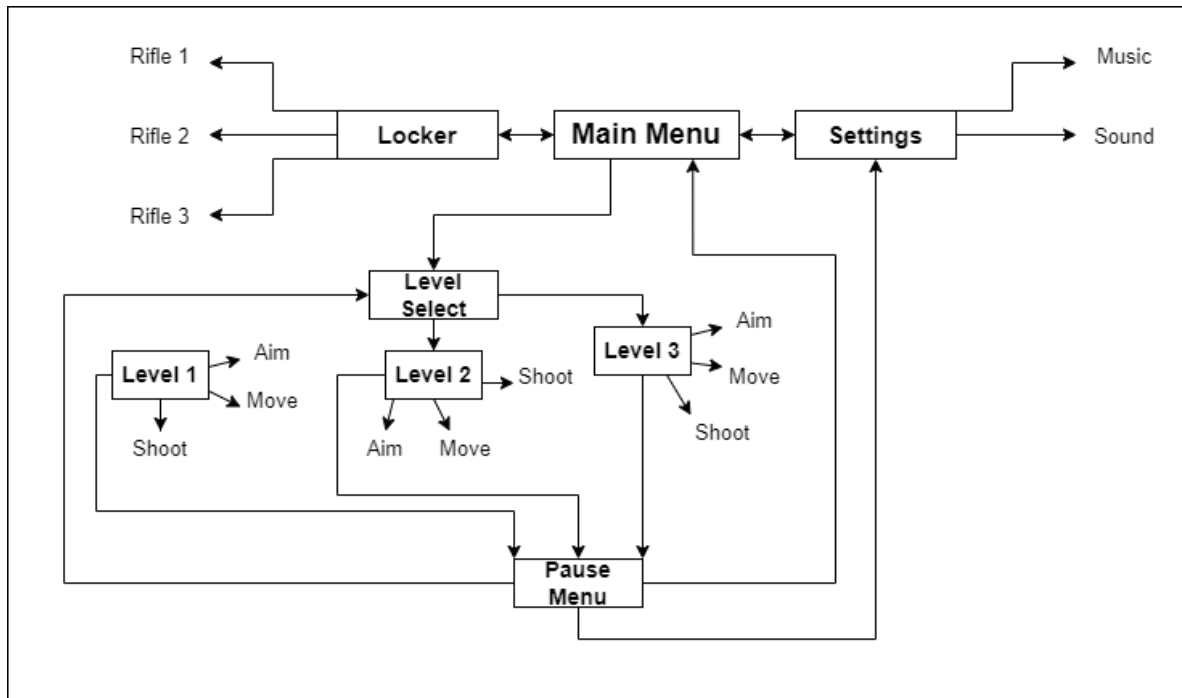 Rifle 1
Music
Rifle 2
Locker
Main Menu
Settings
Sound
Rifle 3
Level
Select
Aim
Level 3
Aim
Level 1
Level 2
Shoot
Move
Move
Shoot
Shoot
Aim
Move
Pause
Menu